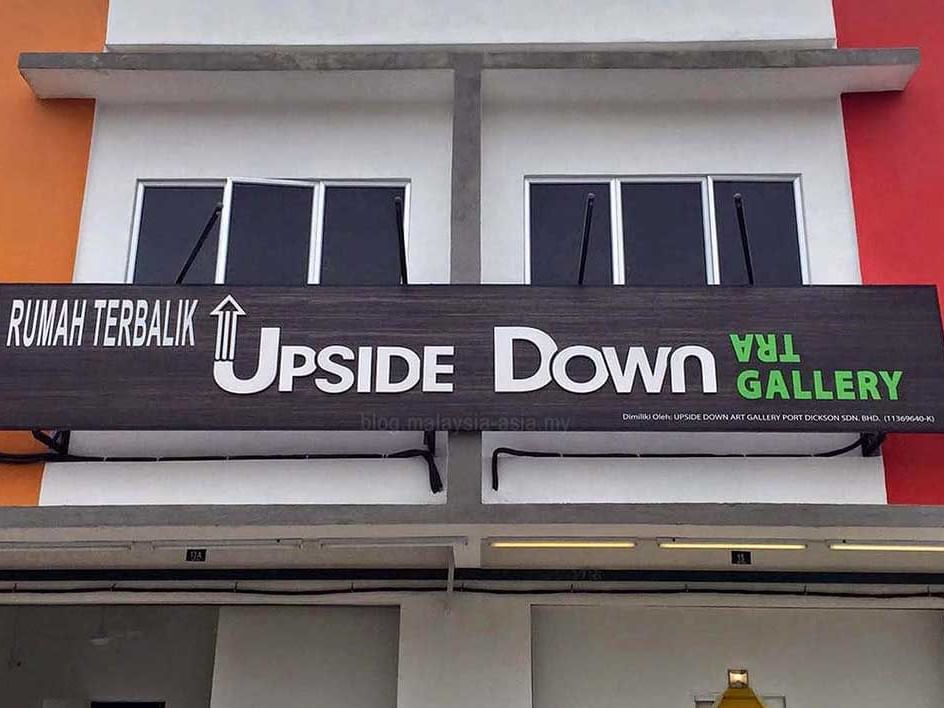 RUMAH TERBALIK
UPSIDE DOWN
ART
GALLERY
Dimiliki Oleh: UPSIDE DOWN ART GALLERY PORT DICKSON SDN. BHD. (11369640-K)
blog.malaysia-asia.my